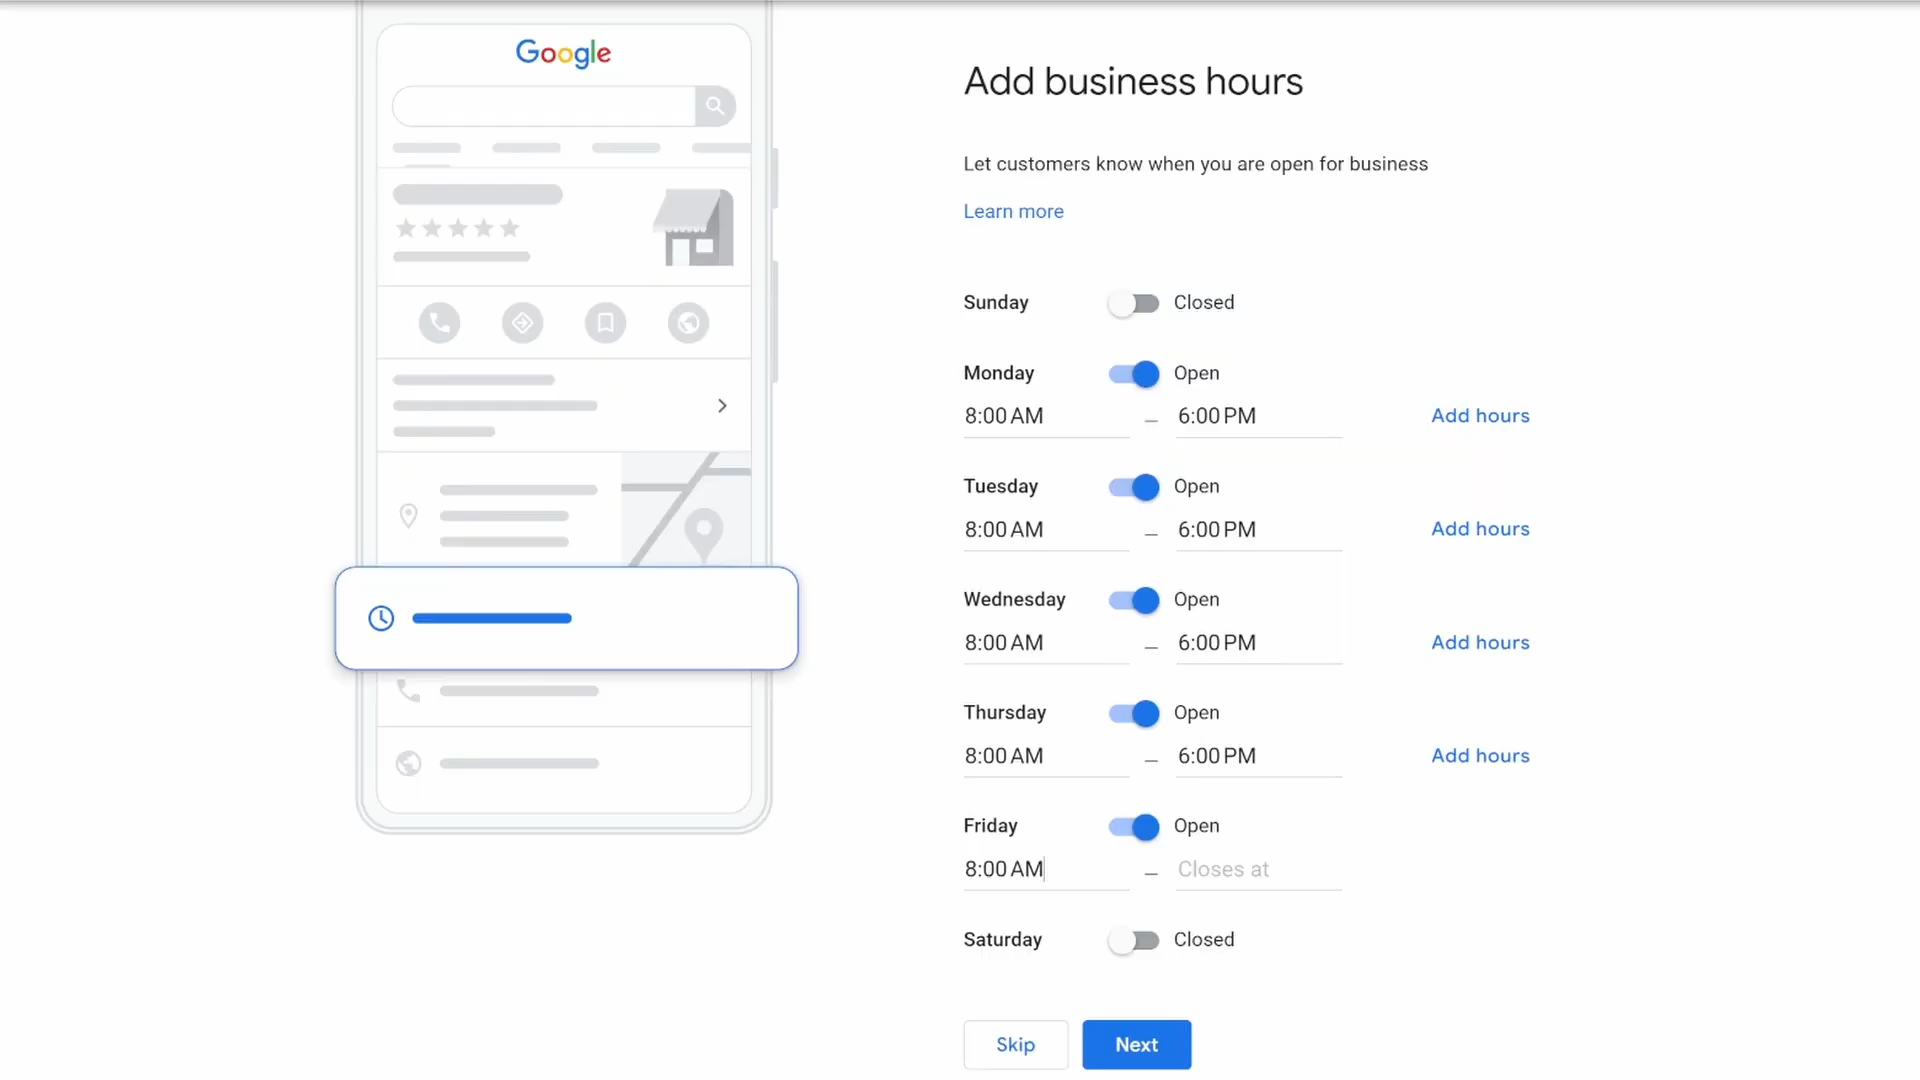 Google
Add business hours
Let customers know when you are open for business
Learn more
Sunday Closed
Monday Open
8:00 AM – 6:00 PM Add hours
Tuesday Open
8:00 AM – 6:00 PM Add hours
Wednesday Open
8:00 AM – 6:00 PM Add hours
Thursday Open
8:00 AM – 6:00 PM Add hours
Friday Open
8:00 AM – Closes at
Saturday Closed
Skip Next